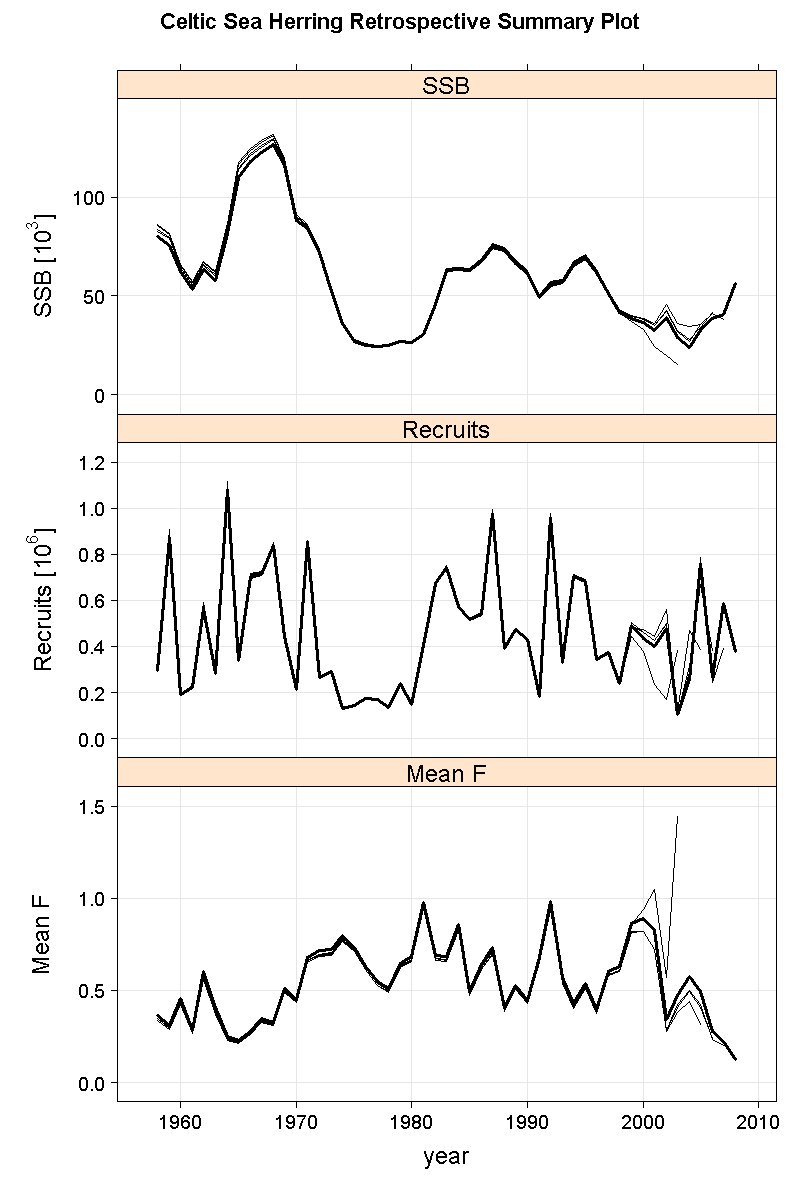 Celtic Sea Herring Retrospective Summary Plot
SSB
100
50
0
SSB [10³]
Recruits
1.2
1.0
0.8
0.6
0.4
0.2
0.0
Recruits [10⁶]
Mean F
1.5
1.0
0.5
0.0
Mean F
1960 1970 1980 1990 2000 2010
year